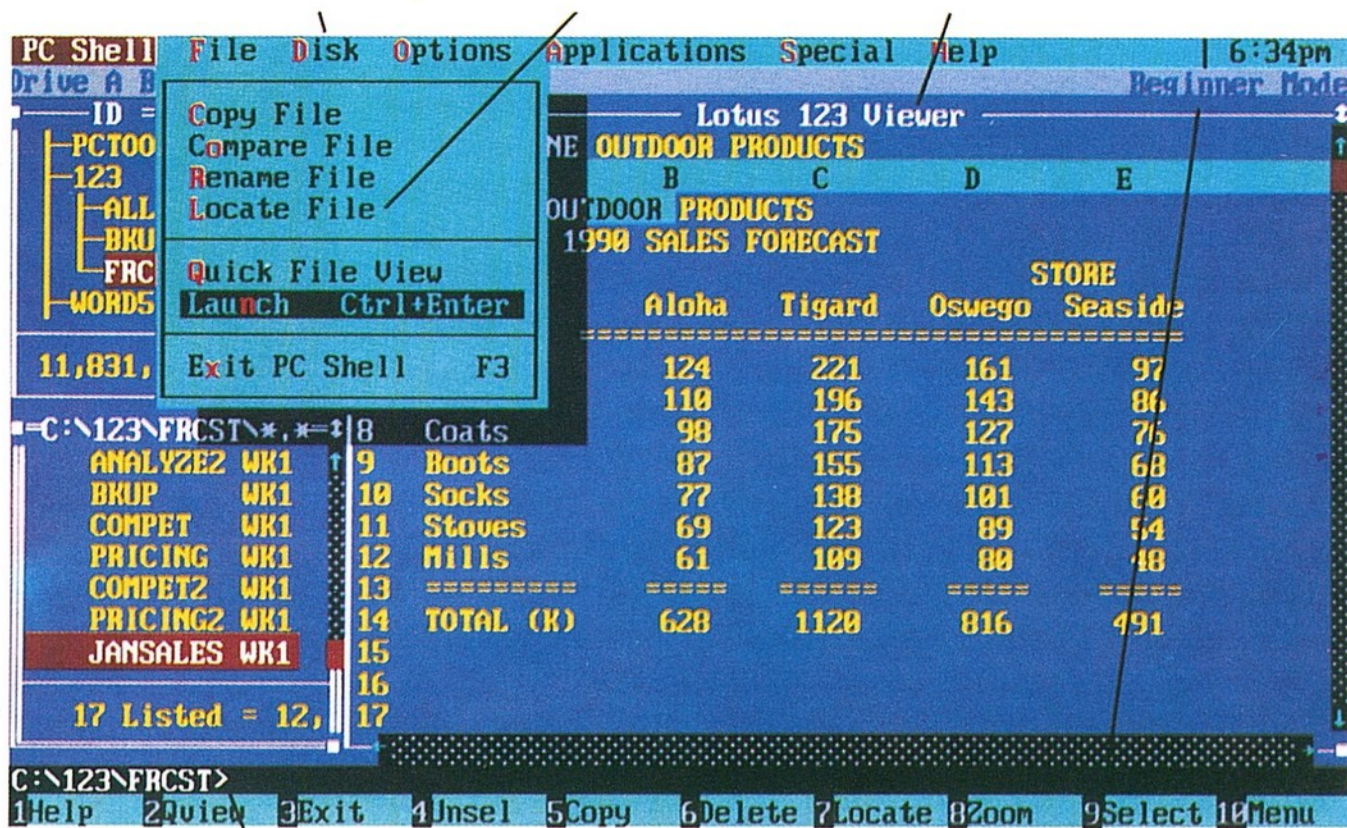 PC Shell File Disk Options Applications Special Help 6:34pm
Drive A B Beginner Mode
ID = Lotus 123 Viewer
PCTOO NE OUTDOOR PRODUCTS
123 B C D E
ALL OUTDOOR PRODUCTS
BKU 1990 SALES FORECAST
FRC STORE
WORD5 Aloha Tigard Oswego Seaside
===================================
11,831, 124 221 161 97
110 196 143 86
Copy File
Compare File
Rename File
Locate File
Quick File View
Launch Ctrl+Enter
Exit PC Shell F3
=C:\123\FRCST\*.*= 8 Coats 98 175 127 76
ANALYZE2 WK1 9 Boots 87 155 113 68
BKUP WK1 10 Socks 77 138 101 60
COMPET WK1 11 Stoves 69 123 89 54
PRICING WK1 12 Mills 61 109 80 48
COMPET2 WK1 13 ========= ===== ====== ===== =====
PRICING2 WK1 14 TOTAL (K) 628 1120 816 491
JANSALES WK1 15
16
17 Listed = 12, 17
C:\123\FRCST>
1Help 2Qview 3Exit 4Unsel 5Copy 6Delete 7Locate 8Zoom 9Select 10Menu